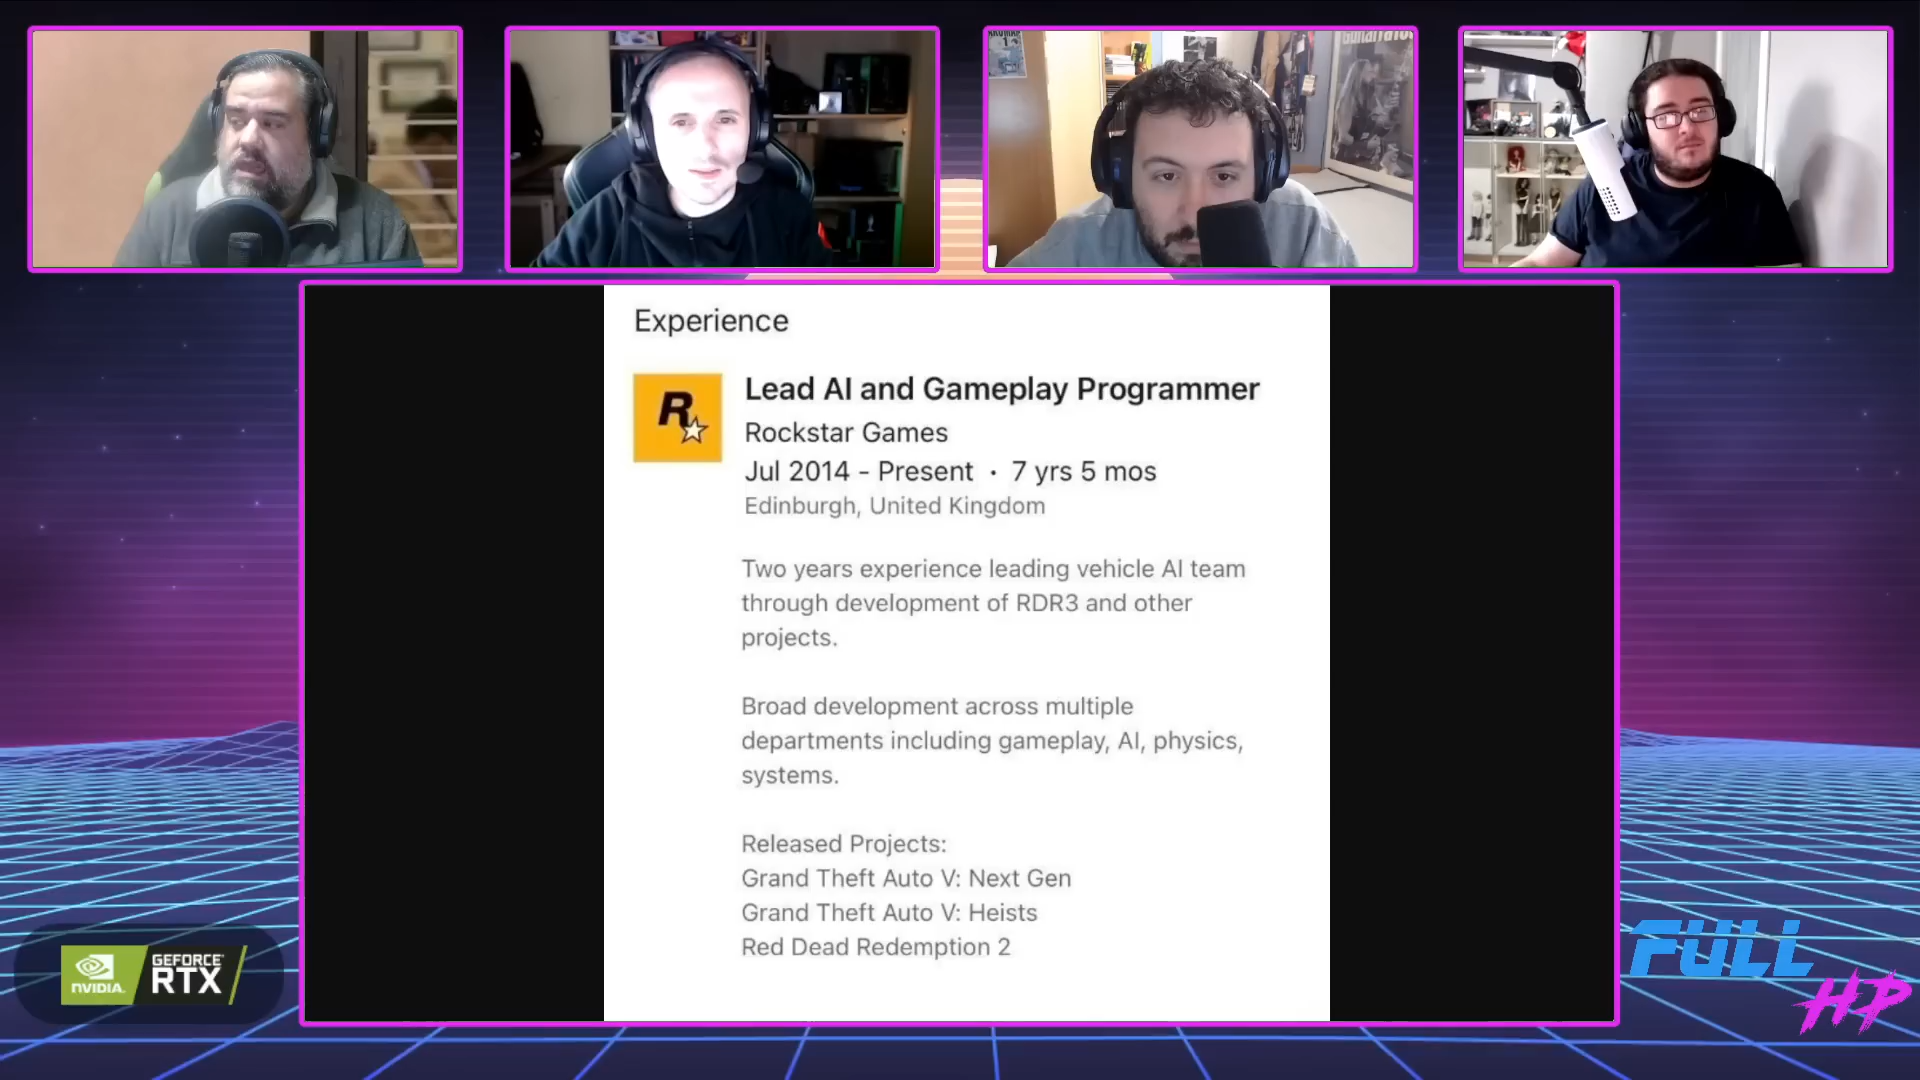 Experience
R
Lead AI and Gameplay Programmer
Rockstar Games
Jul 2014 - Present · 7 yrs 5 mos
Edinburgh, United Kingdom
Two years experience leading vehicle AI team
through development of RDR3 and other
projects.
Broad development across multiple
departments including gameplay, AI, physics,
systems.
Released Projects:
Grand Theft Auto V: Next Gen
Grand Theft Auto V: Heists
Red Dead Redemption 2
NVIDIA.
GEFORCE
RTX
FULL
HP